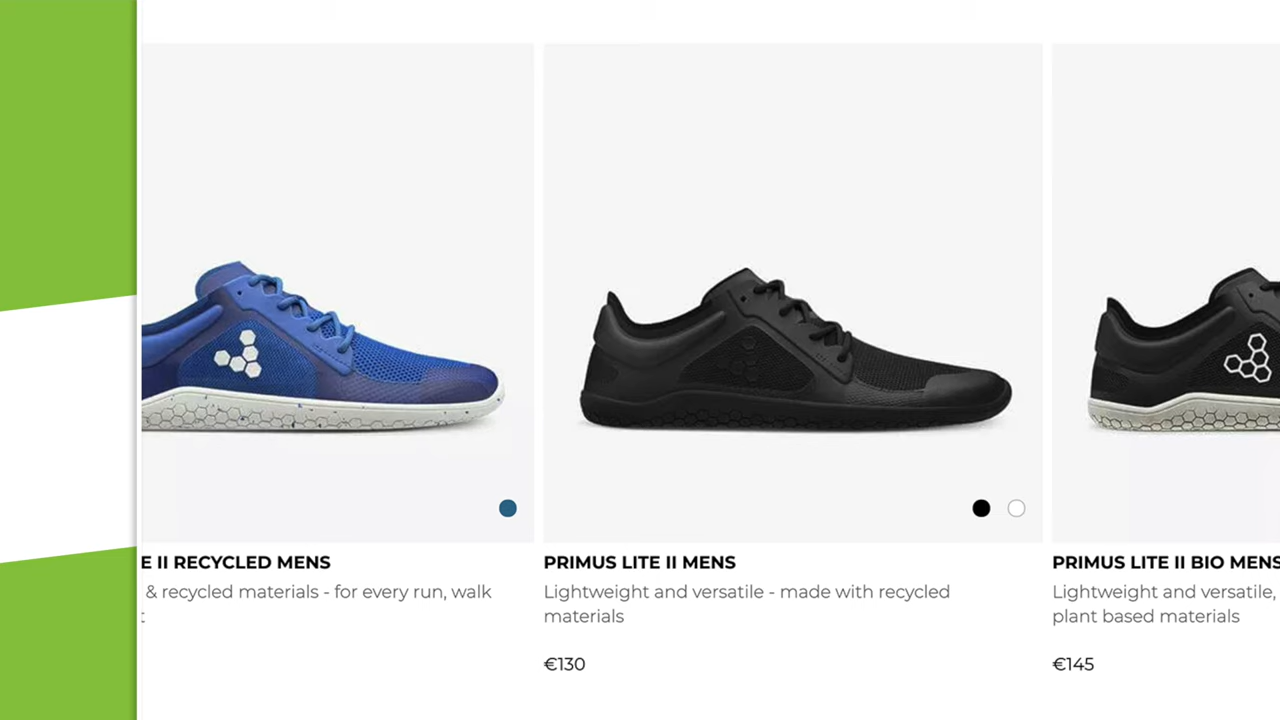 E II RECYCLED MENS
& recycled materials - for every run, walk
PRIMUS LITE II MENS
Lightweight and versatile - made with recycled
materials
€130
PRIMUS LITE II BIO MENS
Lightweight and versatile,
plant based materials
€145